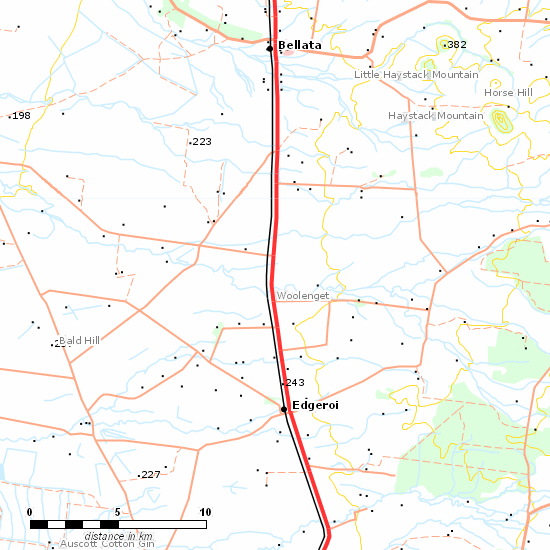 Bellata
382
Little Haystack Mountain
Horse Hill
198
Haystack Mountain
223
Woolenget
Bald Hill
243
Edgeroi
227
0 5 10
distance in km
Auscott Cotton Gin